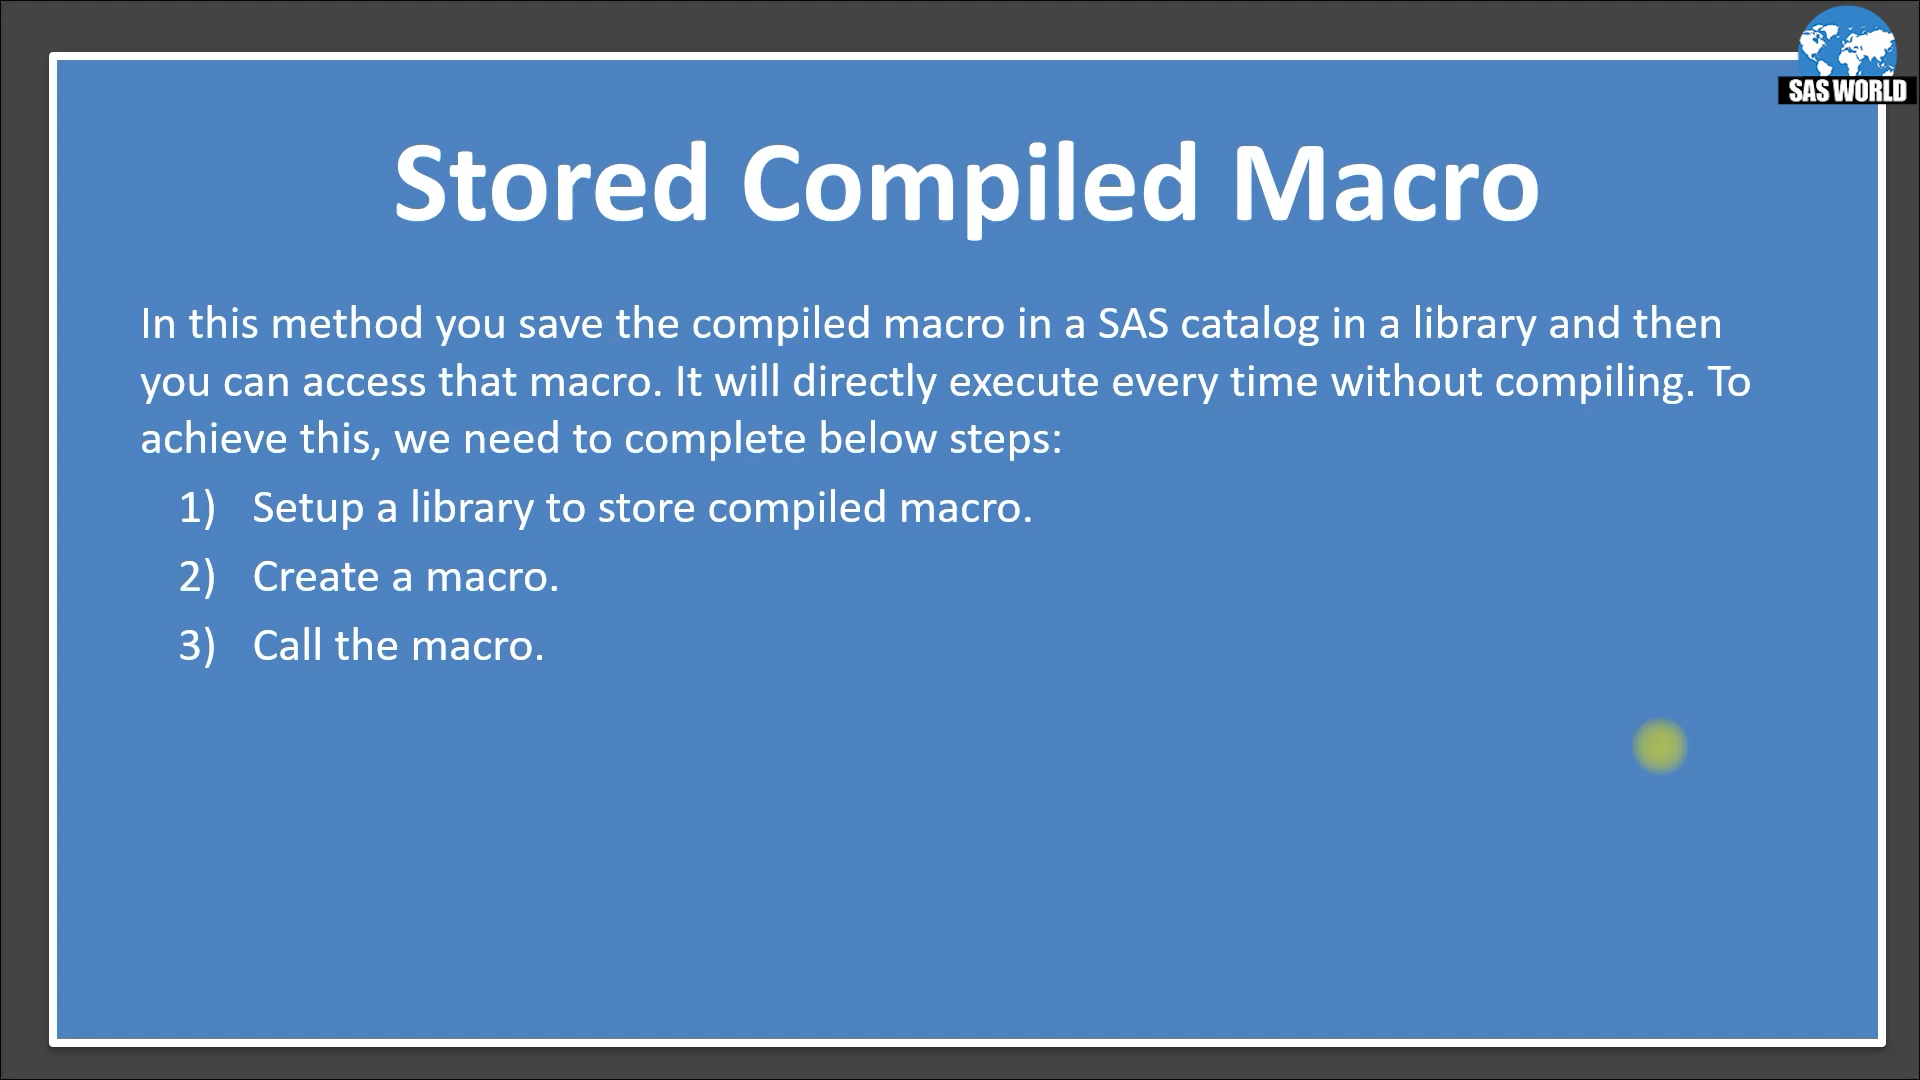 SAS WORLD
Stored Compiled Macro
In this method you save the compiled macro in a SAS catalog in a library and then
you can access that macro. It will directly execute every time without compiling. To
achieve this, we need to complete below steps:
1) Setup a library to store compiled macro.
2) Create a macro.
3) Call the macro.